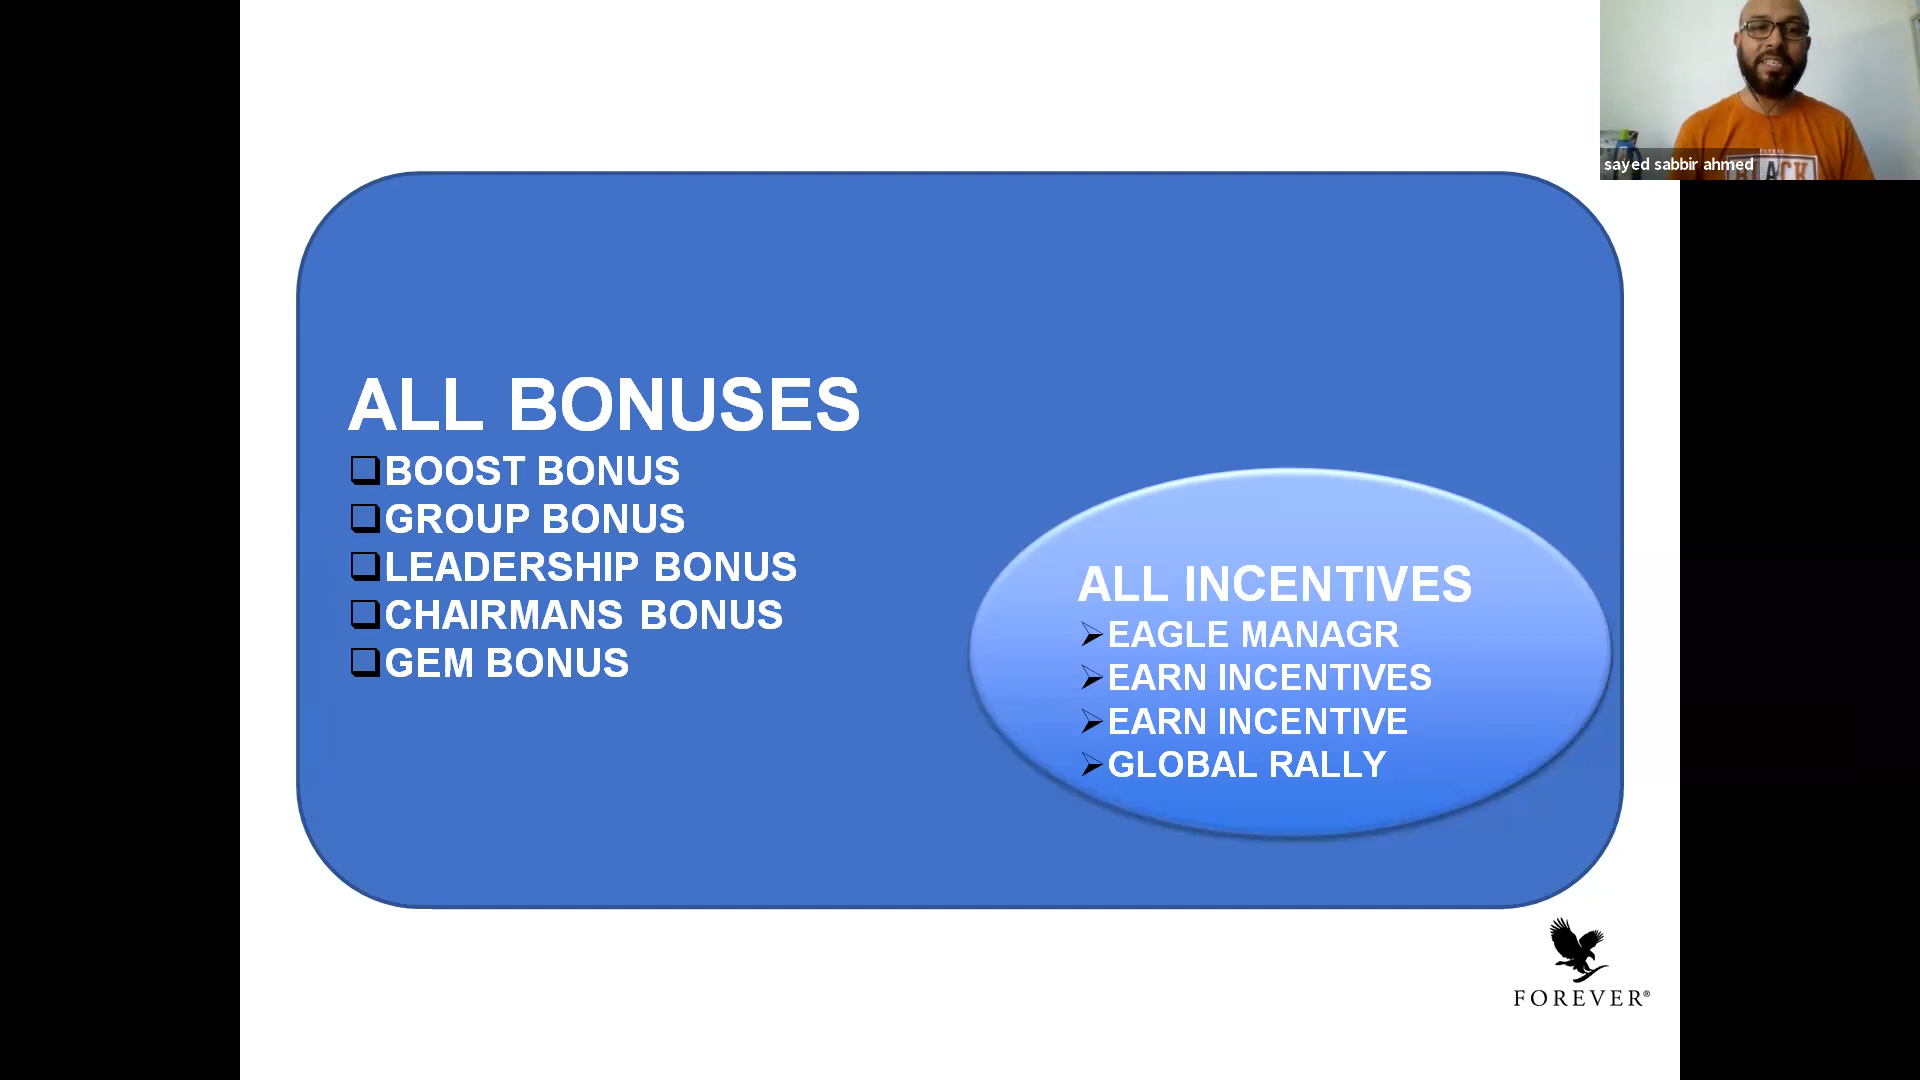 sayed sabbir ahmed
ALL BONUSES
BOOST BONUS
GROUP BONUS
LEADERSHIP BONUS
CHAIRMANS BONUS
GEM BONUS
ALL INCENTIVES
EAGLE MANAGR
EARN INCENTIVES
EARN INCENTIVE
GLOBAL RALLY
FOREVER®